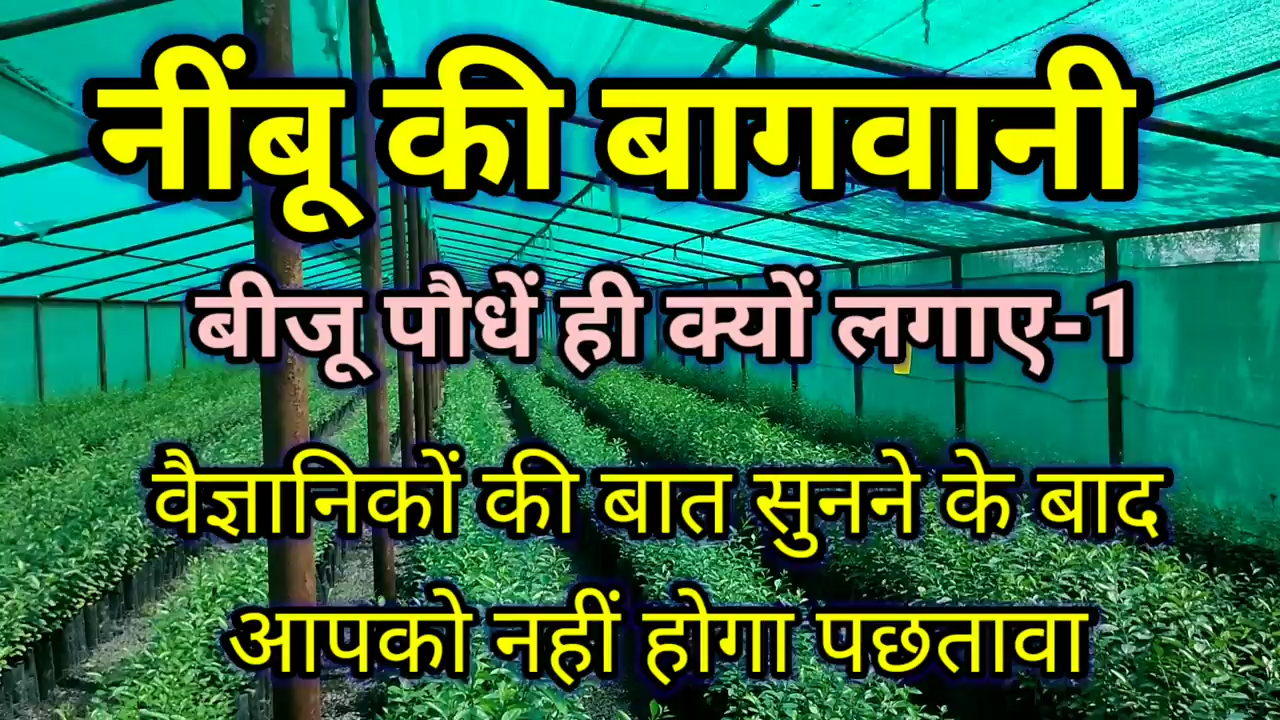 नींबू की बागवानी
बीजू पौधें ही क्यों लगाए-1
वैज्ञानिकों की बात सुनने के बाद
आपको नहीं होगा पछतावा